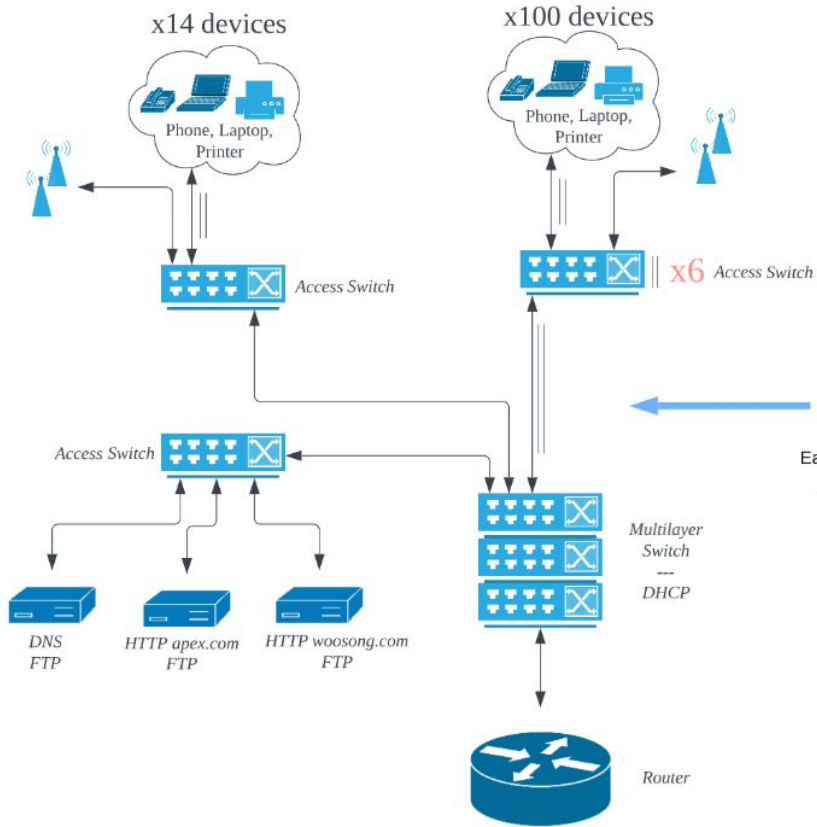 x14 devices
x100 devices
Phone, Laptop,
Printer
Phone, Laptop,
Printer
Access Switch
x6 Access Switch
Access Switch
Ea
Multilayer
Switch
---
DHCP
DNS
FTP
HTTP apex.com
FTP
HTTP woosong.com
FTP
Router